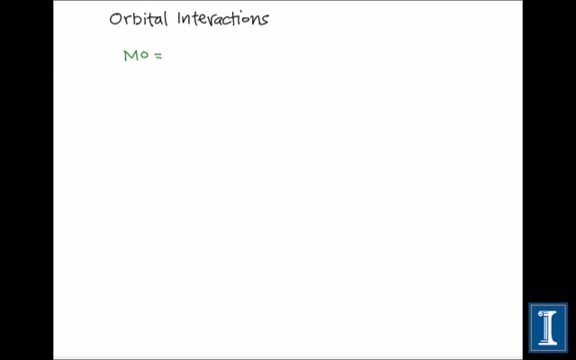 Orbital Interactions
MO =